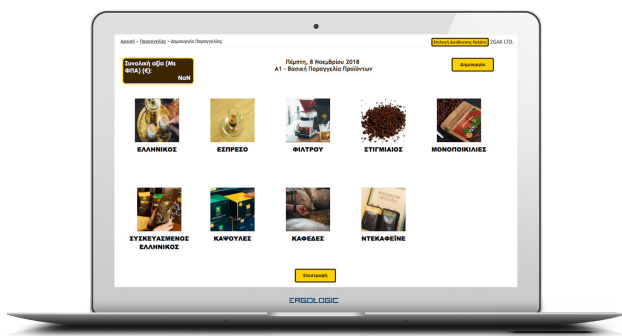 Αρχική - Παραγγελίες - Δημιουργία Παραγγελίας
Επιλογή Διεύθυνσης Πελάτη ZGAK LTD.
Συνολική αξία (Με
ΦΠΑ) (€):
NaN
Πέμπτη, 8 Νοεμβρίου 2018
A1 - Βασική Παραγγελία Προϊόντων
Δημιουργία
ΕΛΛΗΝΙΚΟΣ
ΕΣΠΡΕΣΟ
ΦΙΛΤΡΟΥ
ΣΤΙΓΜΙΑΙΟΣ
ΜΟΝΟΠΟΙΚΙΛΙΕΣ
ΣΥΣΚΕΥΑΣΜΕΝΟΣ
ΕΛΛΗΝΙΚΟΣ
ΚΑΨΟΥΛΕΣ
ΚΑΦΕΔΕΣ
ΝΤΕΚΑΦΕΪΝΕ
Επιστροφή
ERGOLOGIC